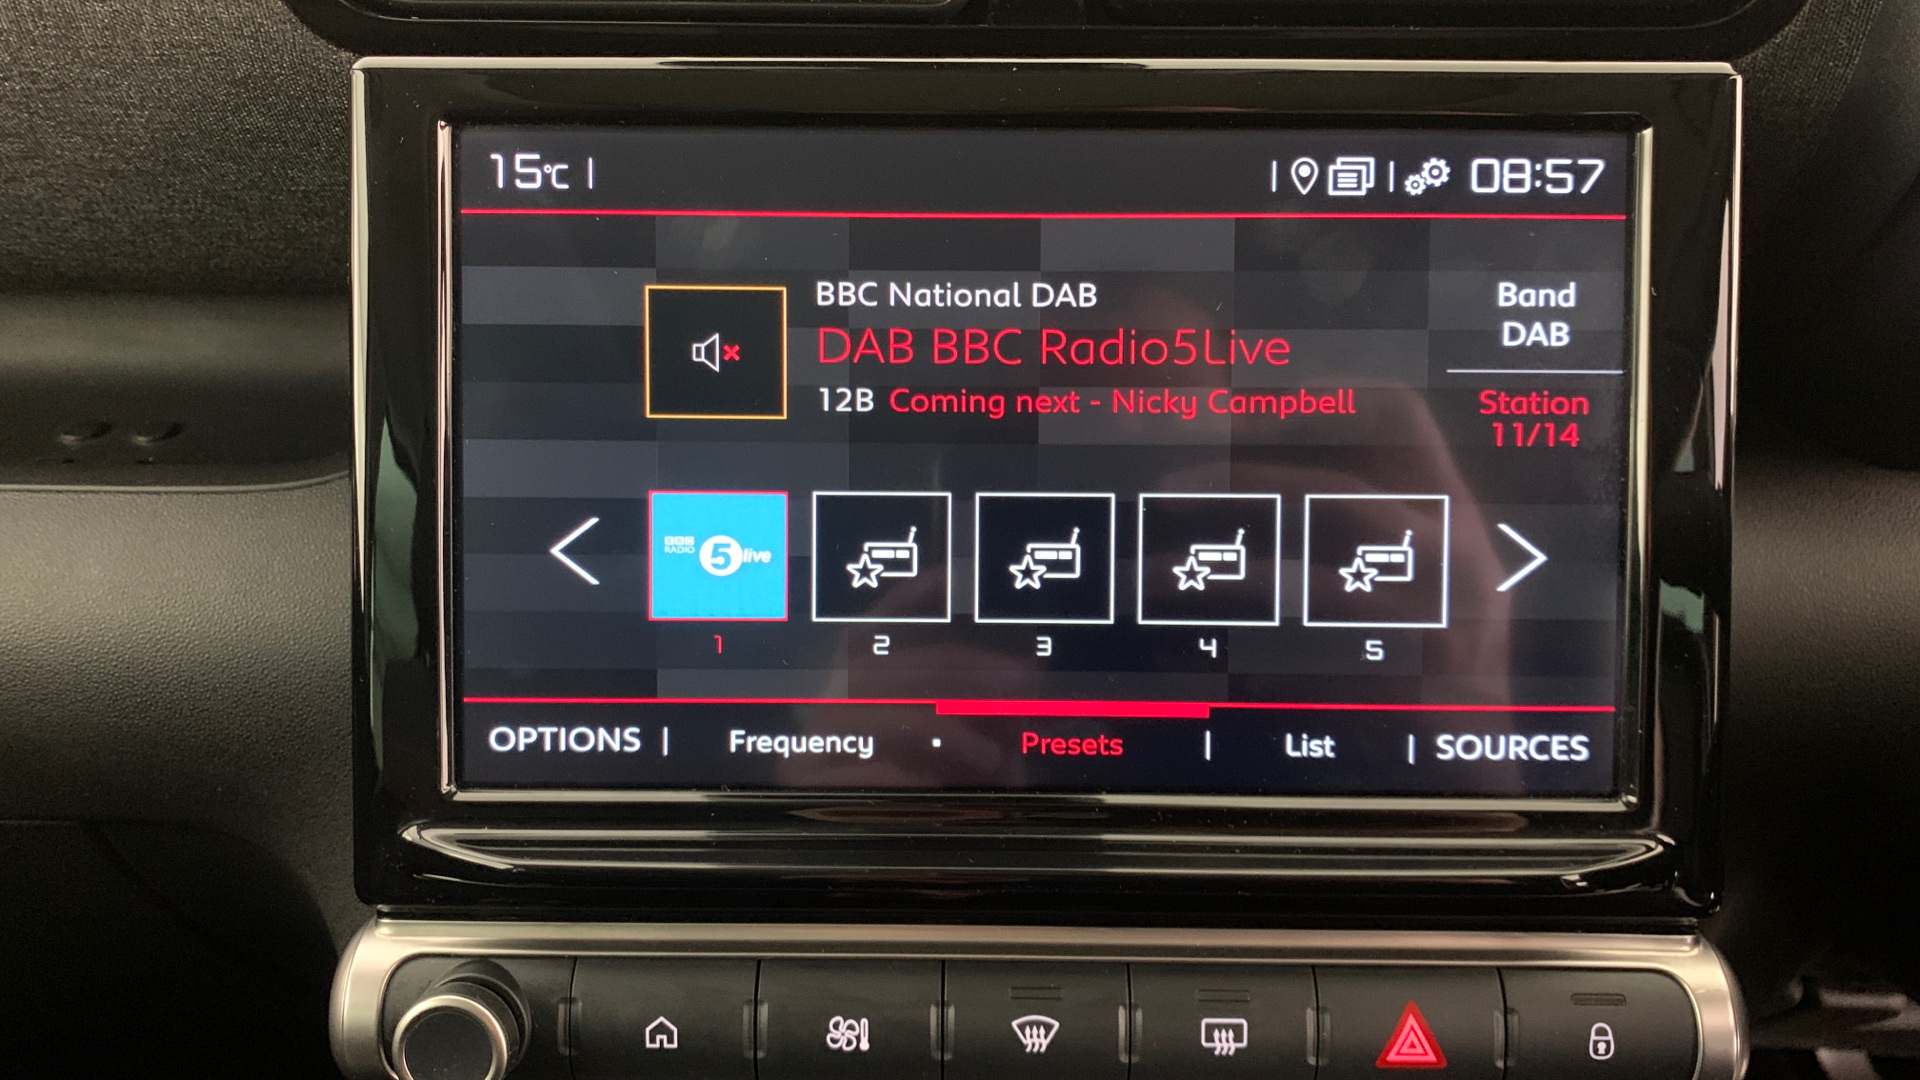 15°C
08:57
BBC National DAB
DAB BBC Radio5Live
12B Coming next - Nicky Campbell
Band
DAB
Station
11/14
BBC
RADIO
5 live
1 2 3 4 5
OPTIONS | Frequency • Presets | List | SOURCES